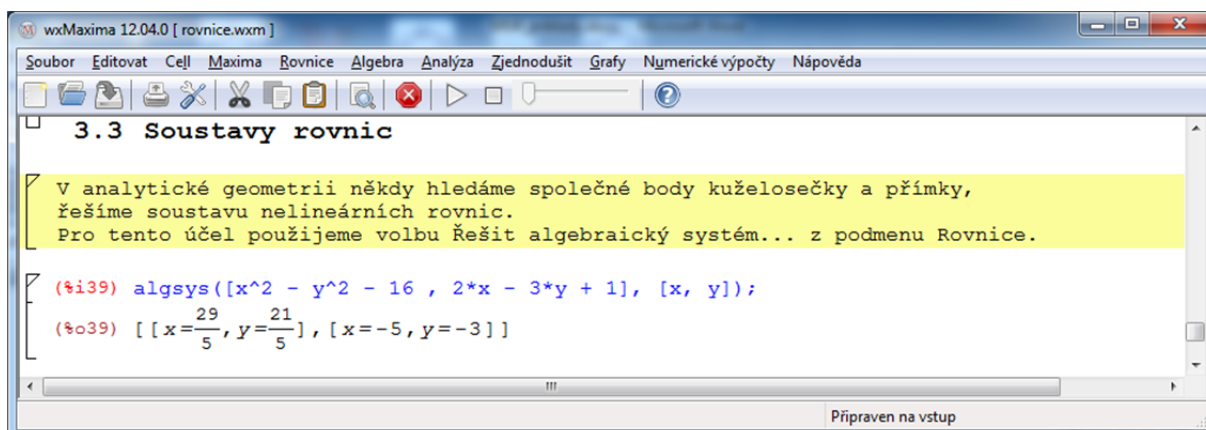 wxMaxima 12.04.0 [ rovnice.wxm ]
Soubor Editovat Cell Maxima Rovnice Algebra Analýza Zjednodušit Grafy Numerické výpočty Nápověda
3.3 Soustavy rovnic
V analytické geometrii někdy hledáme společné body kuželosečky a přímky,
řešíme soustavu nelineárních rovnic.
Pro tento účel použijeme volbu Řešit algebraický systém... z podmenu Rovnice.
(%i39) algsys([x^2 - y^2 - 16 , 2*x - 3*y + 1], [x, y]);
(%o39) [[x=29/5, y=21/5], [x=-5, y=-3]]
Připraven na vstup